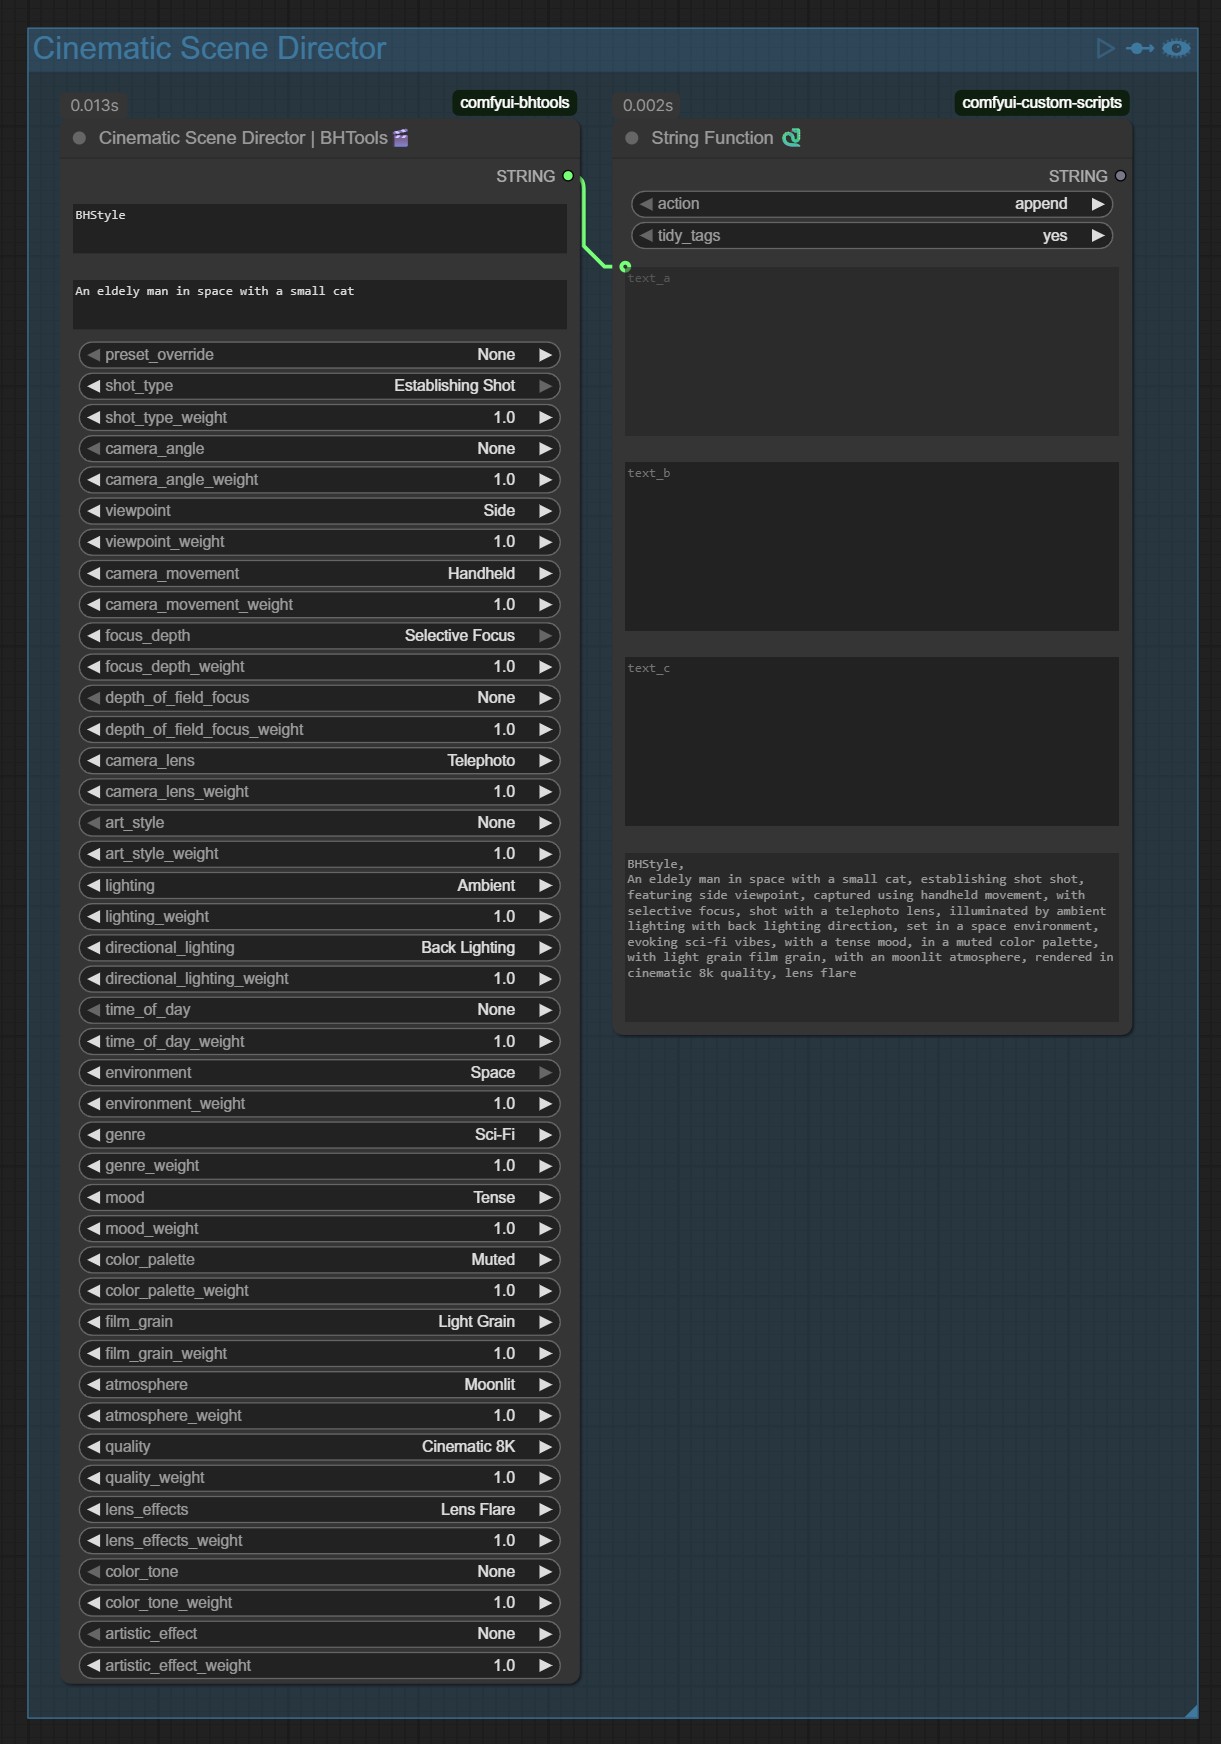 Cinematic Scene Director
0.013s
comfyui-bhtools
Cinematic Scene Director | BHTools
STRING
BHStyle
An eldely man in space with a small cat
preset_override None
shot_type Establishing Shot
shot_type_weight 1.0
camera_angle None
camera_angle_weight 1.0
viewpoint Side
viewpoint_weight 1.0
camera_movement Handheld
camera_movement_weight 1.0
focus_depth Selective Focus
focus_depth_weight 1.0
depth_of_field_focus None
depth_of_field_focus_weight 1.0
camera_lens Telephoto
camera_lens_weight 1.0
art_style None
art_style_weight 1.0
lighting Ambient
lighting_weight 1.0
directional_lighting Back Lighting
directional_lighting_weight 1.0
time_of_day None
time_of_day_weight 1.0
environment Space
environment_weight 1.0
genre Sci-Fi
genre_weight 1.0
mood Tense
mood_weight 1.0
color_palette Muted
color_palette_weight 1.0
film_grain Light Grain
film_grain_weight 1.0
atmosphere Moonlit
atmosphere_weight 1.0
quality Cinematic 8K
quality_weight 1.0
lens_effects Lens Flare
lens_effects_weight 1.0
color_tone None
color_tone_weight 1.0
artistic_effect None
artistic_effect_weight 1.0
0.002s
comfyui-custom-scripts
String Function
STRING
action append
tidy_tags yes
text_a
text_b
text_c
BHStyle,
An eldely man in space with a small cat, establishing shot shot,
featuring side viewpoint, captured using handheld movement, with
selective focus, shot with a telephoto lens, illuminated by ambient
lighting with back lighting direction, set in a space environment,
evoking sci-fi vibes, with a tense mood, in a muted color palette,
with light grain film grain, with an moonlit atmosphere, rendered in
cinematic 8k quality, lens flare